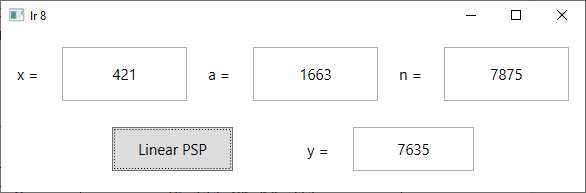 lr 8
x = 421 a = 1663 n = 7875
Linear PSP y = 7635